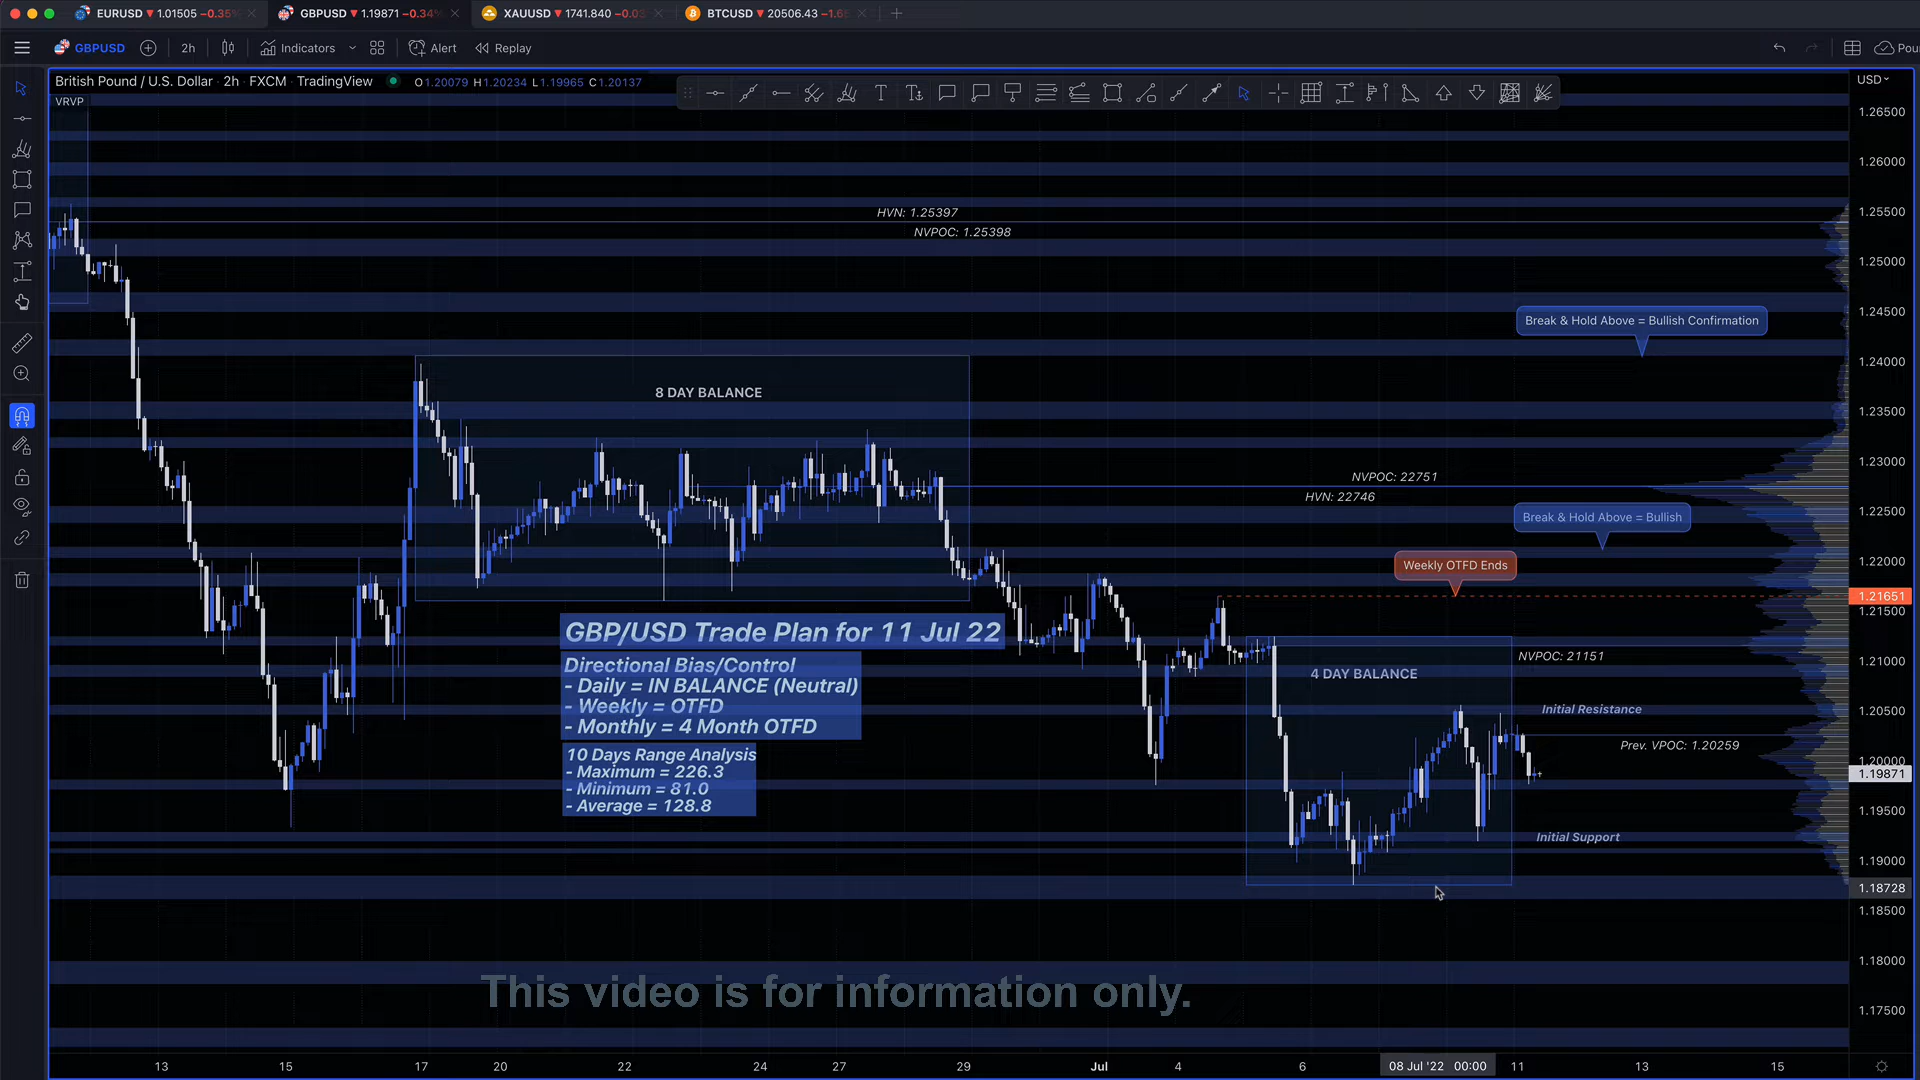 EURUSD 1.01505 −0.35%
GBPUSD 1.19871 −0.34%
XAUUSD 1741.840 −0.03
BTCUSD 20506.43
GBPUSD 2h Indicators Alert Replay
British Pound / U.S. Dollar · 2h · FXCM · TradingView O1.20079 H1.20234 L1.19965 C1.20137
USD
VRVP
1.26500
1.26000
1.25500
HVN: 1.25397
NVPOC: 1.25398
1.25000
1.24500
Break & Hold Above = Bullish Confirmation
1.24000
8 DAY BALANCE
1.23500
1.23000
NVPOC: 22751
HVN: 22746
1.22500
Break & Hold Above = Bullish
1.22000
Weekly OTFD Ends
1.21651
1.21500
GBP/USD Trade Plan for 11 Jul 22
Directional Bias/Control
- Daily = IN BALANCE (Neutral)
- Weekly = OTFD
- Monthly = 4 Month OTFD
10 Days Range Analysis
- Maximum = 226.3
- Minimum = 81.0
- Average = 128.8
NVPOC: 21151
1.21000
4 DAY BALANCE
Initial Resistance
1.20500
Prev. VPOC: 1.20259
1.20000
1.19871
1.19500
Initial Support
1.19000
1.18728
1.18500
1.18000
This video is for information only.
1.17500
13 15 17 20 22 24 27 29 Jul 4 6 08 Jul '22 00:00 11 13 15